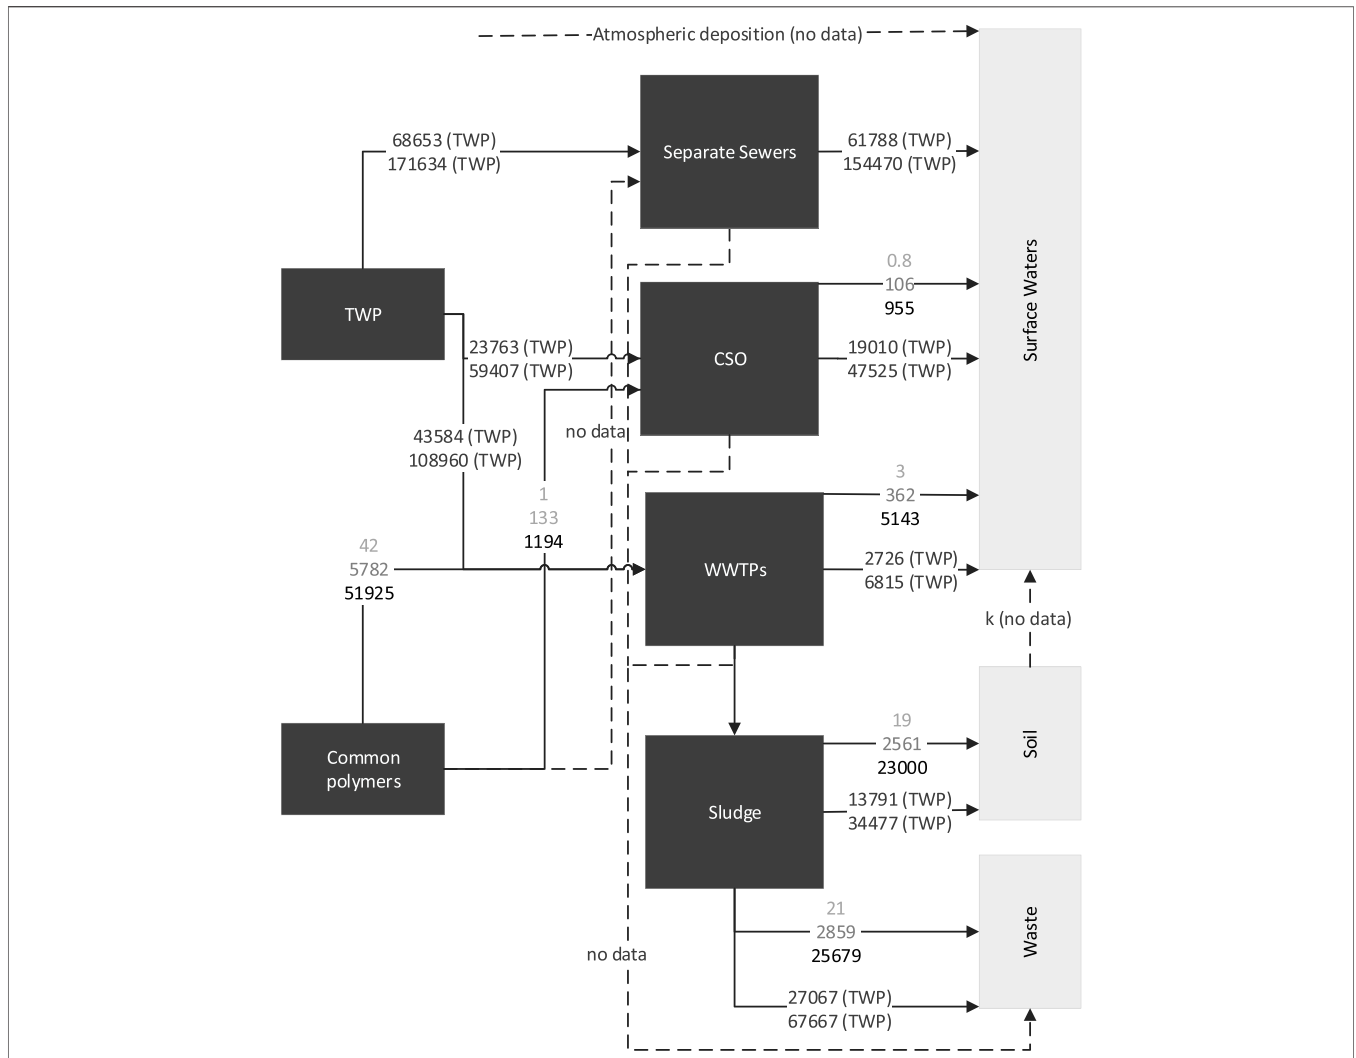 Atmospheric deposition (no data)
68653 (TWP)
171634 (TWP)
Separate Sewers
61788 (TWP)
154470 (TWP)
Surface Waters
TWP
0.8
106
955
23763 (TWP)
59407 (TWP)
CSO
19010 (TWP)
47525 (TWP)
43584 (TWP)
108960 (TWP)
no data
1
133
1194
3
362
5143
42
5782
51925
WWTPs
2726 (TWP)
6815 (TWP)
k (no data)
Common
polymers
Sludge
19
2561
23000
13791 (TWP)
34477 (TWP)
Soil
21
2859
25679
Waste
no data
27067 (TWP)
67667 (TWP)